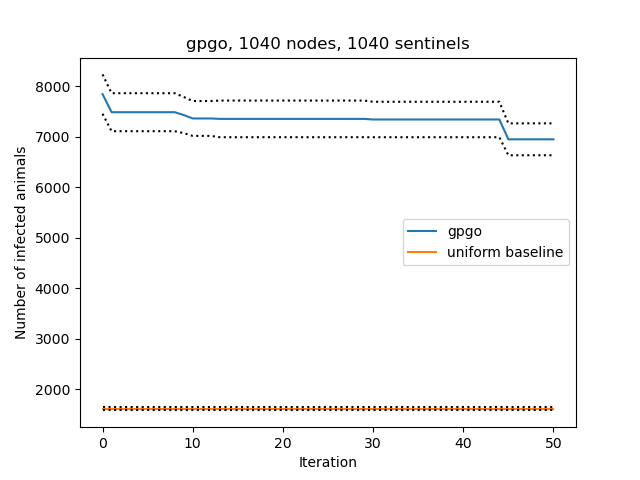 gpgo, 1040 nodes, 1040 sentinels
8000
7000
6000
5000
4000
3000
2000
Number of infected animals
gpgo
uniform baseline
0 10 20 30 40 50
Iteration